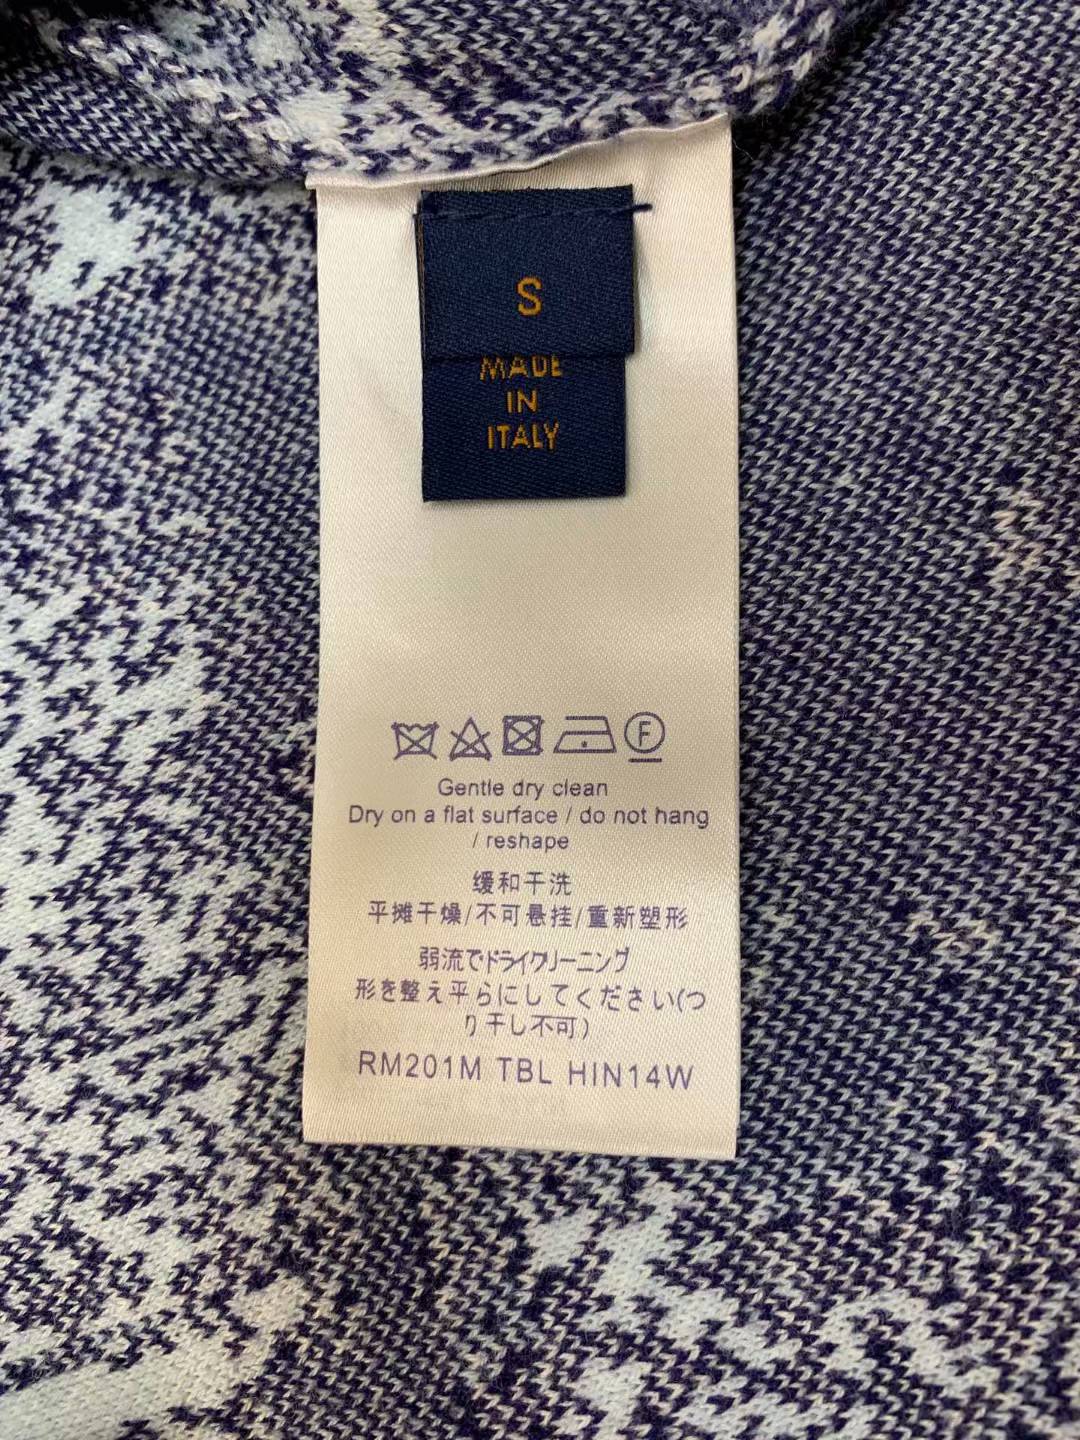 S
MADE
IN
ITALY
F
Gentle dry clean
Dry on a flat surface / do not hang
/ reshape
缓和干洗
平摊干燥/不可悬挂/重新塑形
弱流でドライクリーニング
形を整え平らにしてください(つ
り干し不可)
RM201M TBL HIN14W